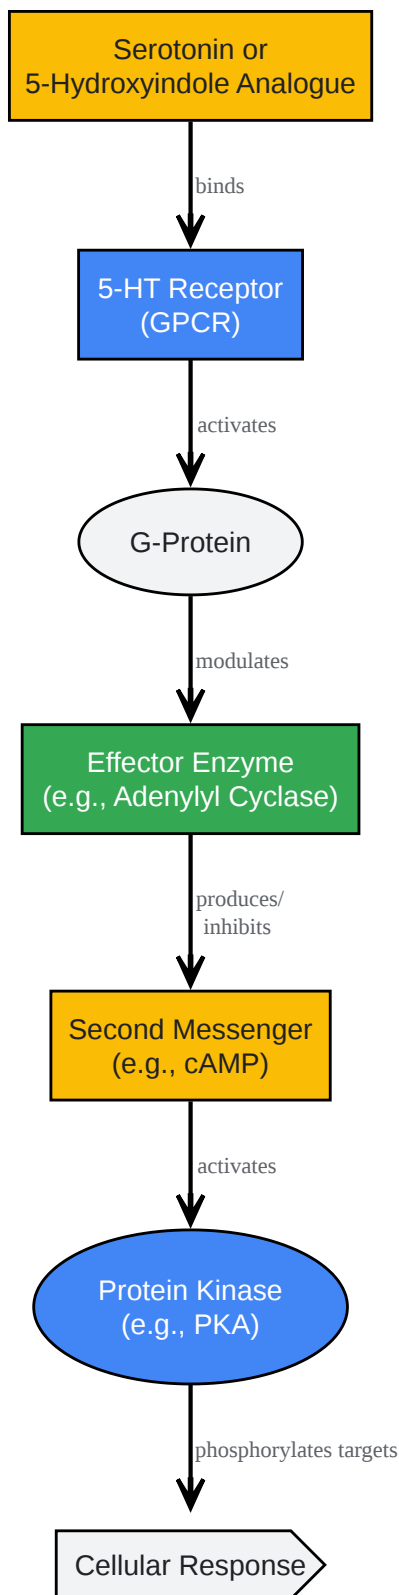 Serotonin or
5-Hydroxyindole Analogue
binds
5-HT Receptor
(GPCR)
activates
G-Protein
modulates
Effector Enzyme
(e.g., Adenylyl Cyclase)
produces/
inhibits
Second Messenger
(e.g., cAMP)
activates
Protein Kinase
(e.g., PKA)
phosphorylates targets
Cellular Response